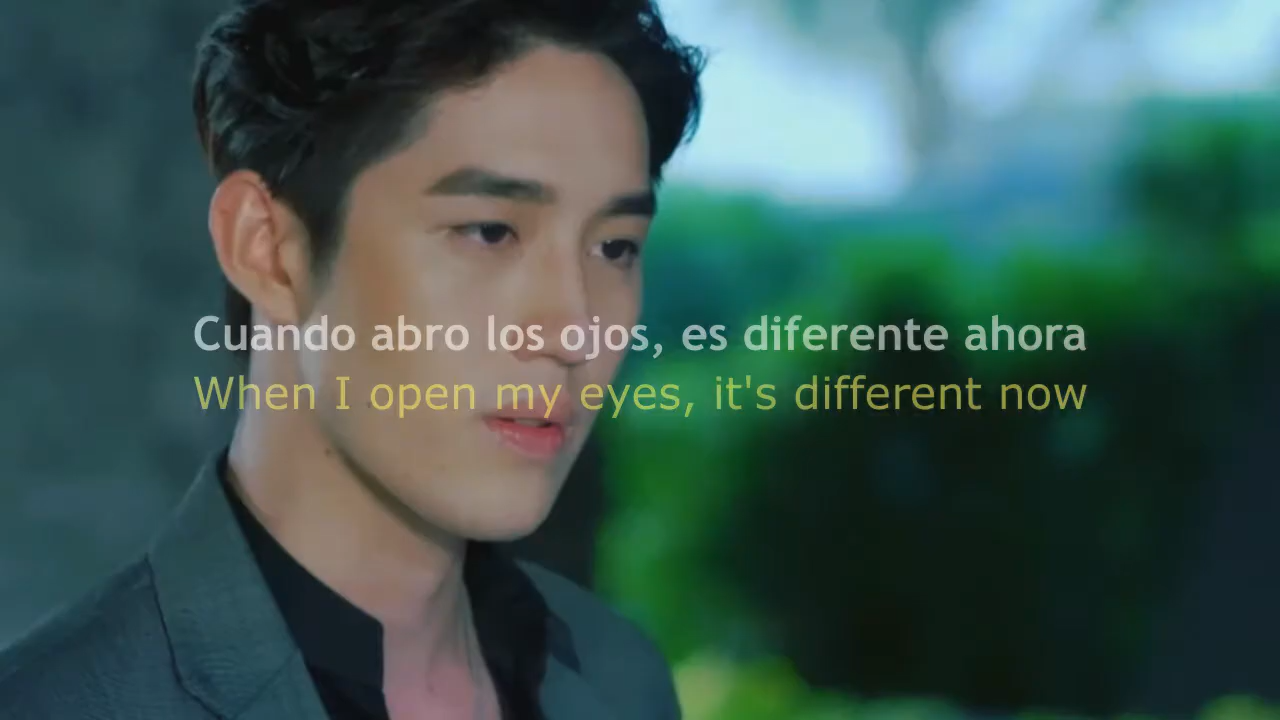 Cuando abro los ojos, es diferente ahora
When I open my eyes, it's different now